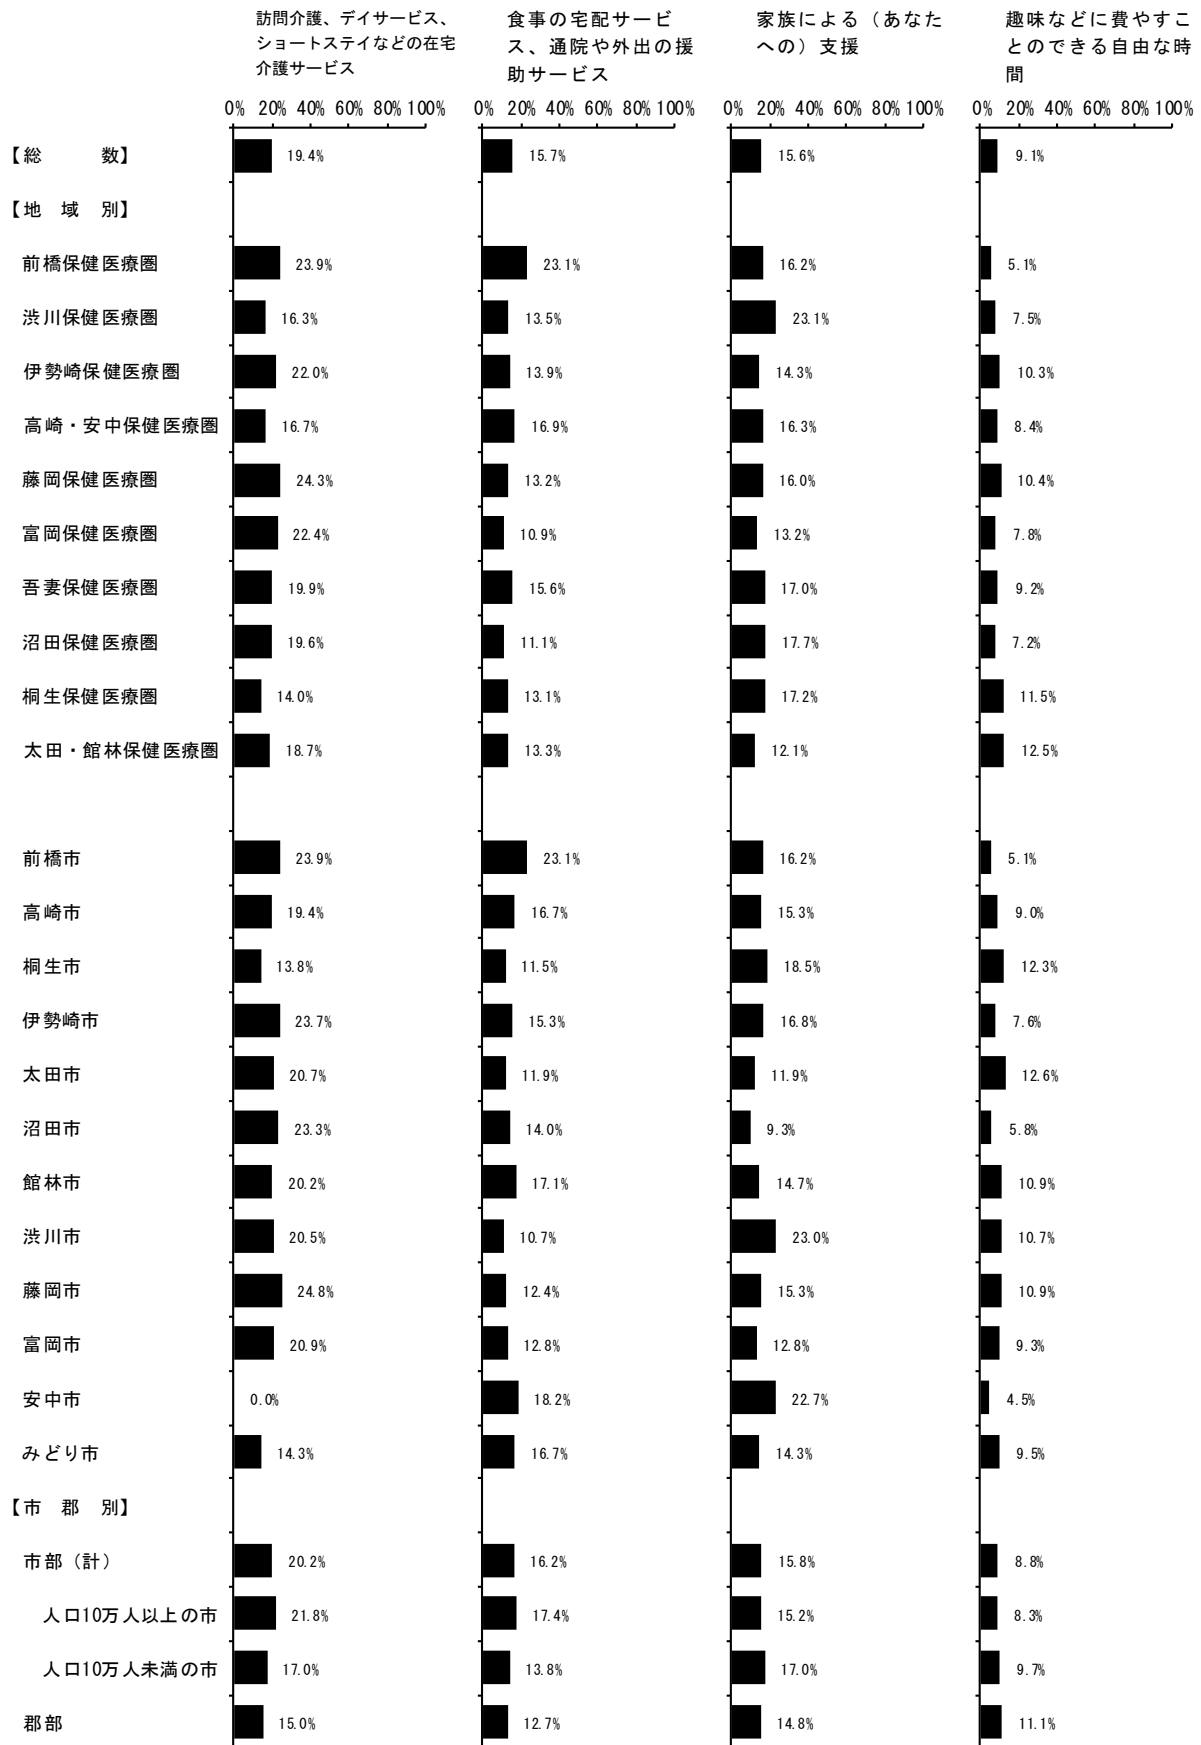 訪問介護、デイサービス、
ショートステイなどの在宅
介護サービス
食事の宅配サービ
ス、通院や外出の援
助サービス
家族による（あなた
への）支援
趣味などに費やすこ
とのできる自由な時
間
0% 20% 40% 60% 80% 100% 0% 20% 40% 60% 80% 100% 0% 20% 40% 60% 80% 100% 0% 20% 40% 60% 80% 100%
【総　　　数】 19.4% 15.7% 15.6% 9.1%
【地　域　別】
前橋保健医療圏 23.9% 23.1% 16.2% 5.1%
渋川保健医療圏 16.3% 13.5% 23.1% 7.5%
伊勢崎保健医療圏 22.0% 13.9% 14.3% 10.3%
高崎・安中保健医療圏 16.7% 16.9% 16.3% 8.4%
藤岡保健医療圏 24.3% 13.2% 16.0% 10.4%
富岡保健医療圏 22.4% 10.9% 13.2% 7.8%
吾妻保健医療圏 19.9% 15.6% 17.0% 9.2%
沼田保健医療圏 19.6% 11.1% 17.7% 7.2%
桐生保健医療圏 14.0% 13.1% 17.2% 11.5%
太田・館林保健医療圏 18.7% 13.3% 12.1% 12.5%
前橋市 23.9% 23.1% 16.2% 5.1%
高崎市 19.4% 16.7% 15.3% 9.0%
桐生市 13.8% 11.5% 18.5% 12.3%
伊勢崎市 23.7% 15.3% 16.8% 7.6%
太田市 20.7% 11.9% 11.9% 12.6%
沼田市 23.3% 14.0% 9.3% 5.8%
館林市 20.2% 17.1% 14.7% 10.9%
渋川市 20.5% 10.7% 23.0% 10.7%
藤岡市 24.8% 12.4% 15.3% 10.9%
富岡市 20.9% 12.8% 12.8% 9.3%
安中市 0.0% 18.2% 22.7% 4.5%
みどり市 14.3% 16.7% 14.3% 9.5%
【市　郡　別】
市部（計） 20.2% 16.2% 15.8% 8.8%
人口10万人以上の市 21.8% 17.4% 15.2% 8.3%
人口10万人未満の市 17.0% 13.8% 17.0% 9.7%
郡部 15.0% 12.7% 14.8% 11.1%